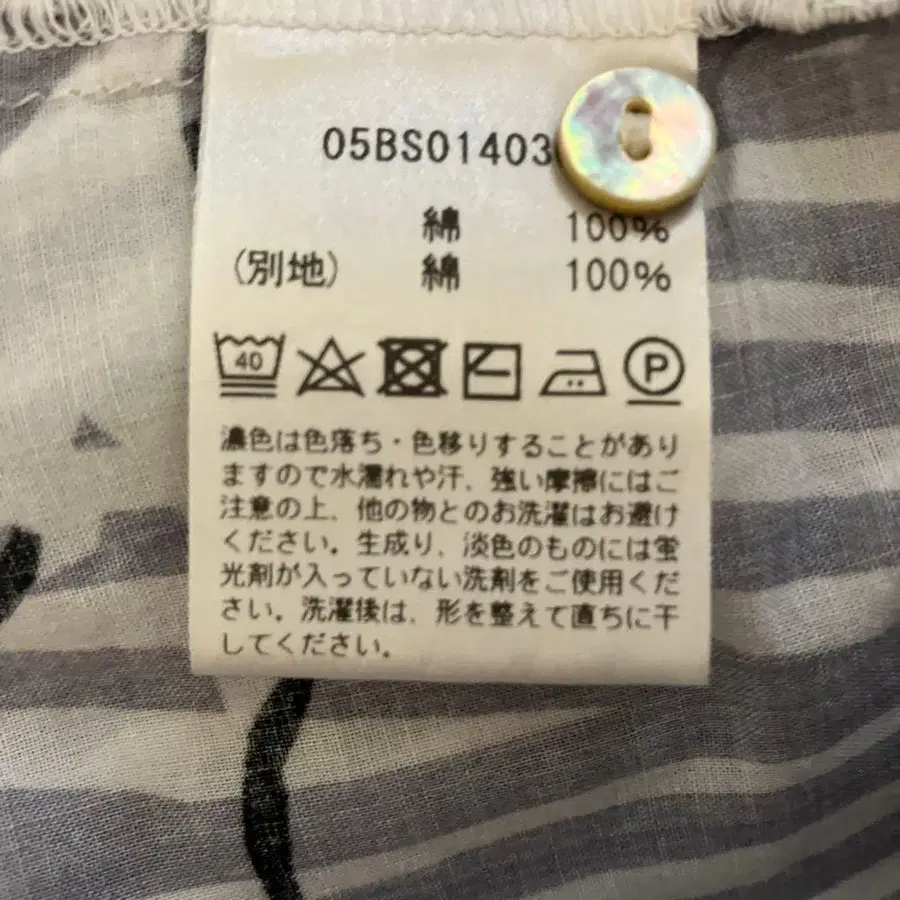 05BS01403
綿 100%
(別地) 綿 100%
40 P
濃色は色落ち・色移りすることがあり
ますので水濡れや汗、強い摩擦にはご
注意の上、他の物とのお洗濯はお避け
ください。生成り、淡色のものには蛍
光剤が入っていない洗剤をご使用くだ
さい。洗濯後は、形を整えて直ちに干
してください。